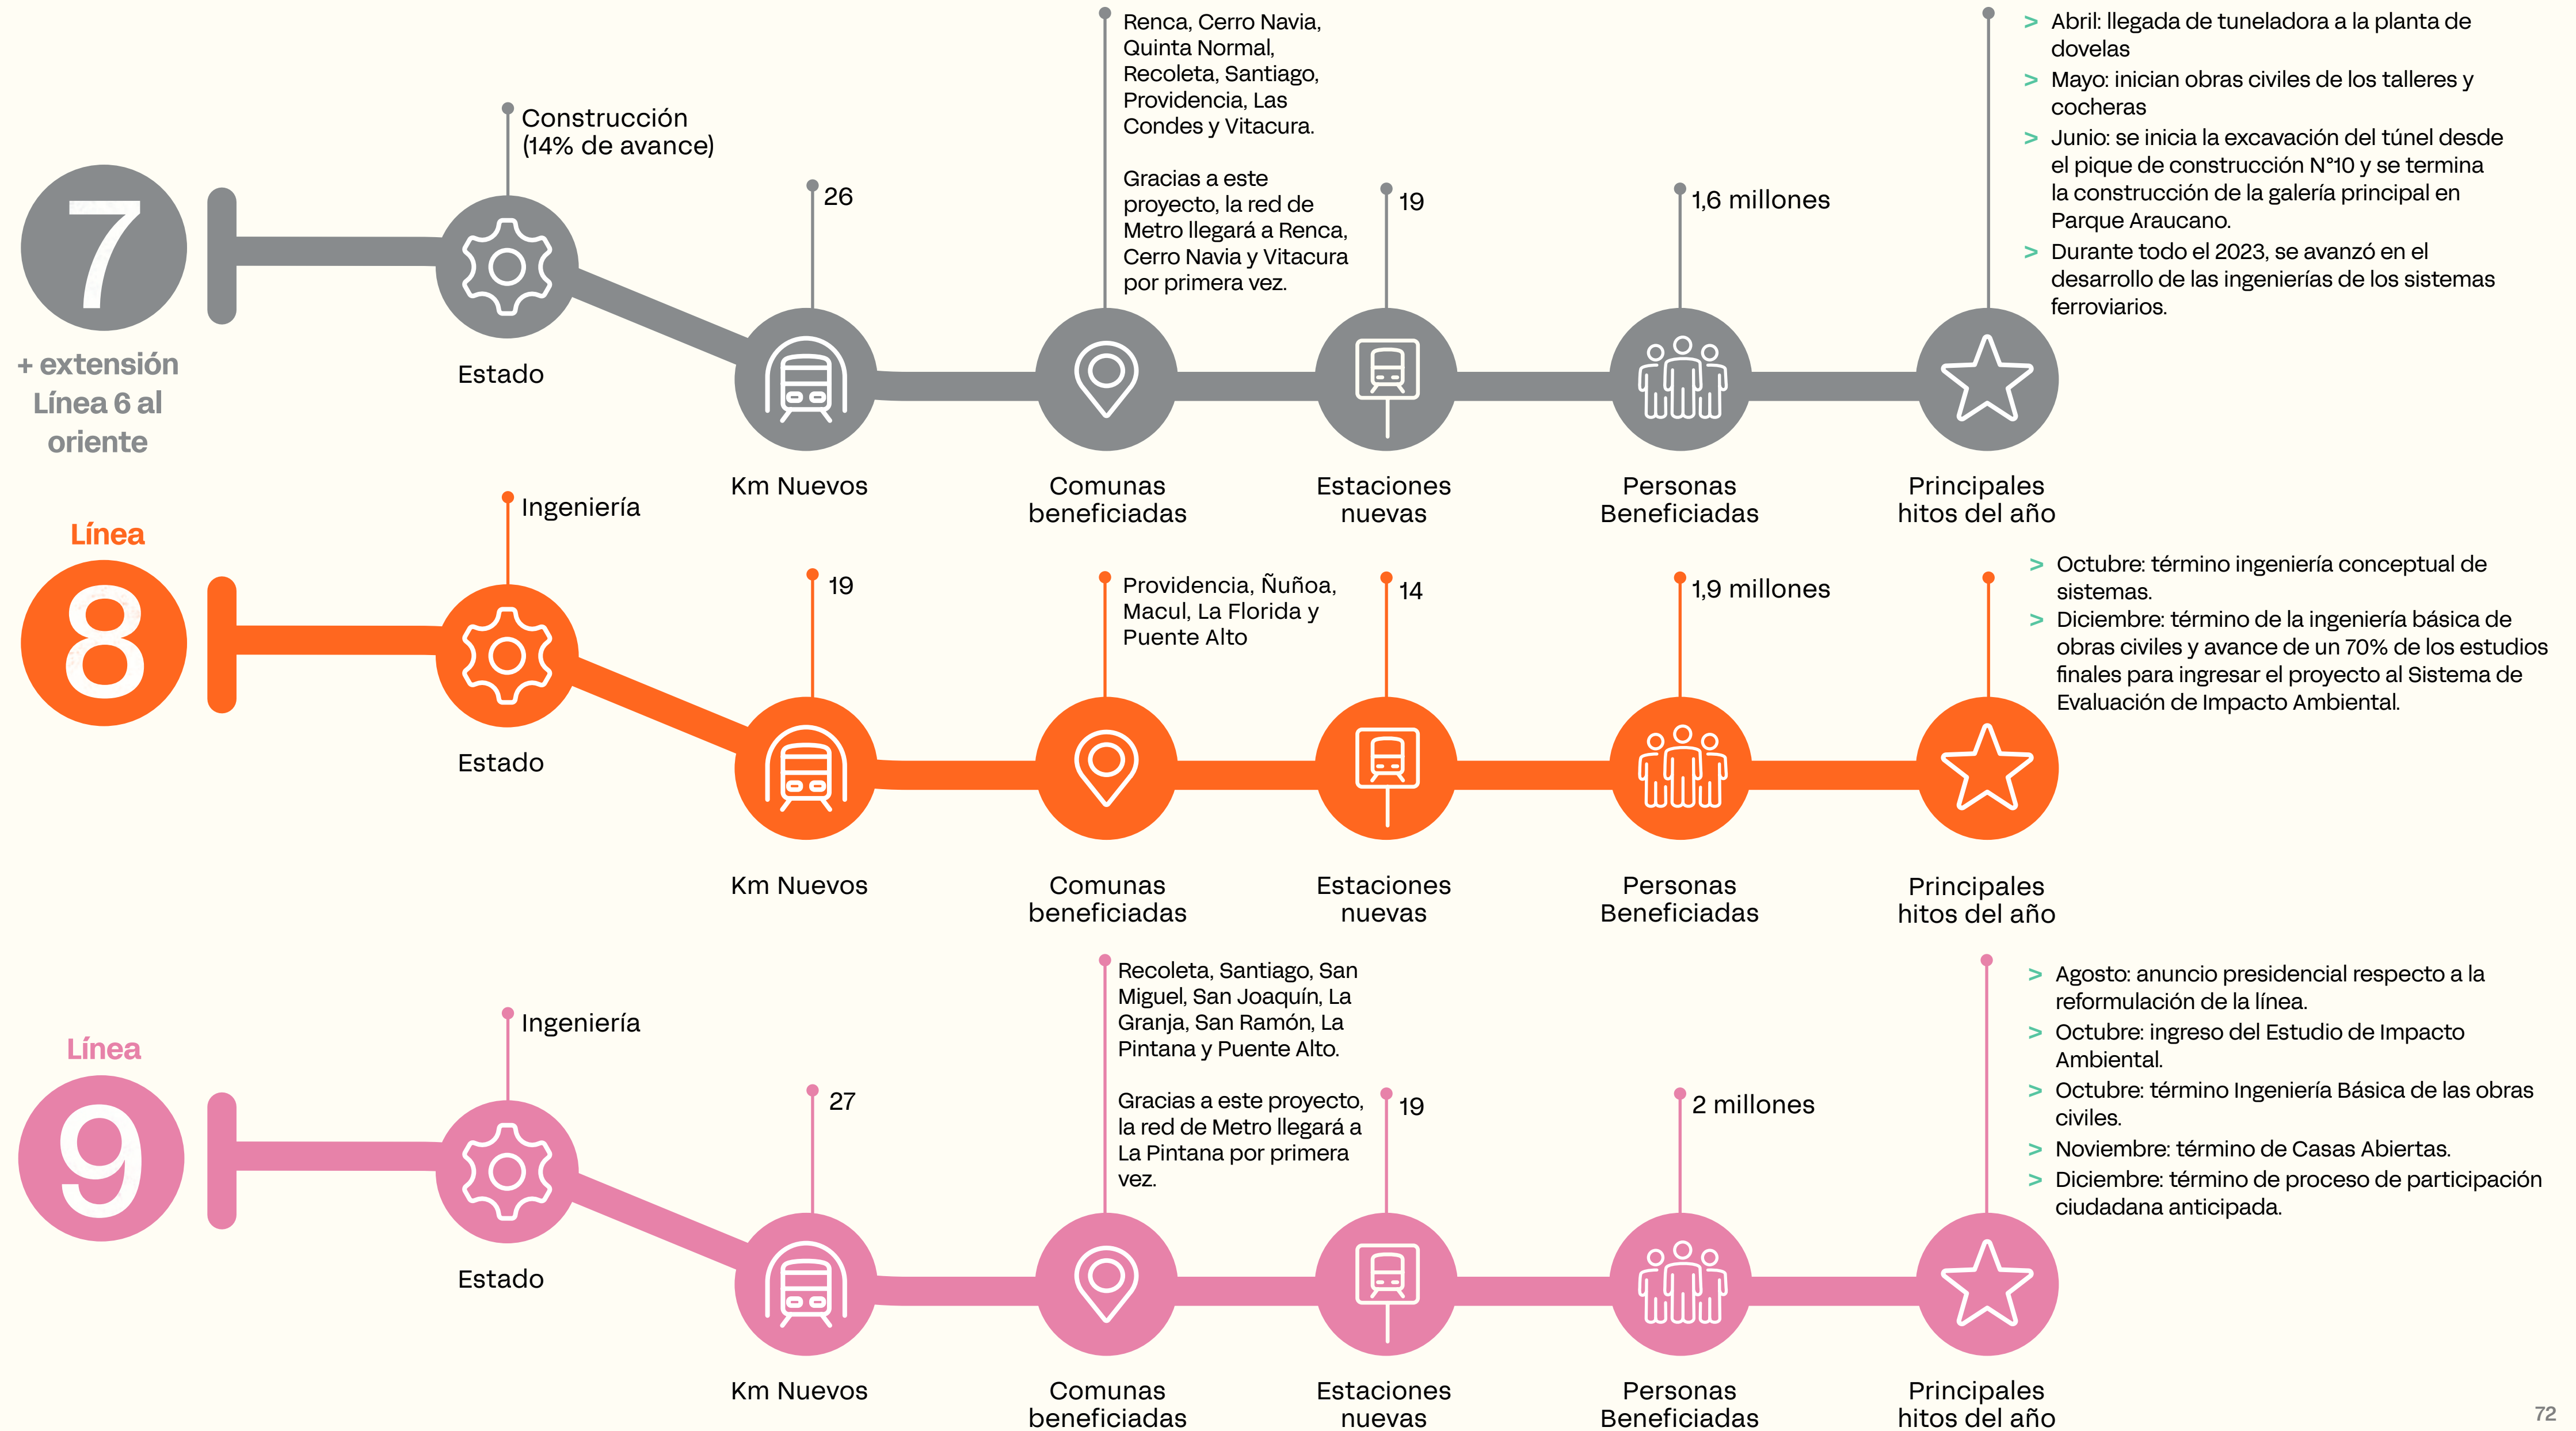 7
+ extensión
Línea 6 al
oriente
Construcción
(14% de avance)
Estado
26
Km Nuevos
Renca, Cerro Navia,
Quinta Normal,
Recoleta, Santiago,
Providencia, Las
Condes y Vitacura.
Gracias a este
proyecto, la red de
Metro llegará a Renca,
Cerro Navia y Vitacura
por primera vez.
Comunas
beneficiadas
19
Estaciones
nuevas
1,6 millones
Personas
Beneficiadas
> Abril: llegada de tuneladora a la planta de
dovelas
> Mayo: inician obras civiles de los talleres y
cocheras
> Junio: se inicia la excavación del túnel desde
el pique de construcción N°10 y se termina
la construcción de la galería principal en
Parque Araucano.
> Durante todo el 2023, se avanzó en el
desarrollo de las ingenierías de los sistemas
ferroviarios.
Principales
hitos del año
Línea
8
Ingeniería
Estado
19
Km Nuevos
Providencia, Ñuñoa,
Macul, La Florida y
Puente Alto
Comunas
beneficiadas
14
Estaciones
nuevas
1,9 millones
Personas
Beneficiadas
> Octubre: término ingeniería conceptual de
sistemas.
> Diciembre: término de la ingeniería básica de
obras civiles y avance de un 70% de los estudios
finales para ingresar el proyecto al Sistema de
Evaluación de Impacto Ambiental.
Principales
hitos del año
Línea
9
Ingeniería
Estado
27
Km Nuevos
Recoleta, Santiago, San
Miguel, San Joaquín, La
Granja, San Ramón, La
Pintana y Puente Alto.
Gracias a este proyecto,
la red de Metro llegará a
La Pintana por primera
vez.
Comunas
beneficiadas
19
Estaciones
nuevas
2 millones
Personas
Beneficiadas
> Agosto: anuncio presidencial respecto a la
reformulación de la línea.
> Octubre: ingreso del Estudio de Impacto
Ambiental.
> Octubre: término Ingeniería Básica de las obras
civiles.
> Noviembre: término de Casas Abiertas.
> Diciembre: término de proceso de participación
ciudadana anticipada.
Principales
hitos del año
72